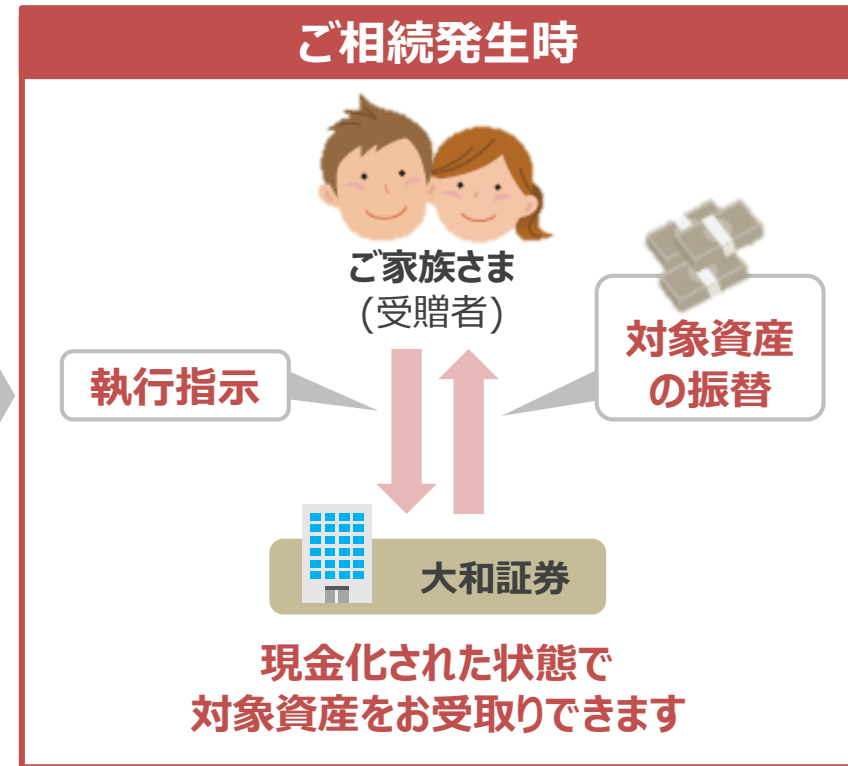 ご相続発生時
ご家族さま
(受贈者)
執行指示
対象資産
の振替
大和証券
現金化された状態で
対象資産をお受取りできます